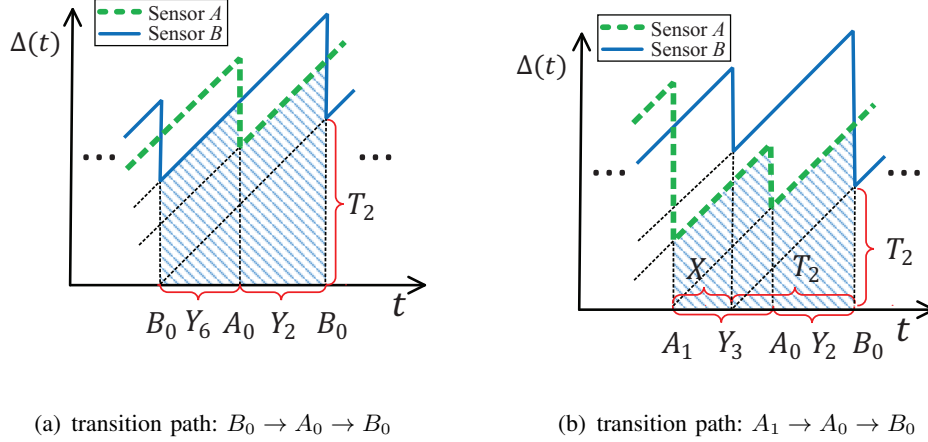 Sensor A
Sensor B
Δ(t)
...
...
T₂
t
B₀ Y₆ A₀ Y₂ B₀
(a) transition path: B₀ → A₀ → B₀
Sensor A
Sensor B
Δ(t)
...
...
X T₂
T₂
t
A₁ Y₃ A₀ Y₂ B₀
(b) transition path: A₁ → A₀ → B₀